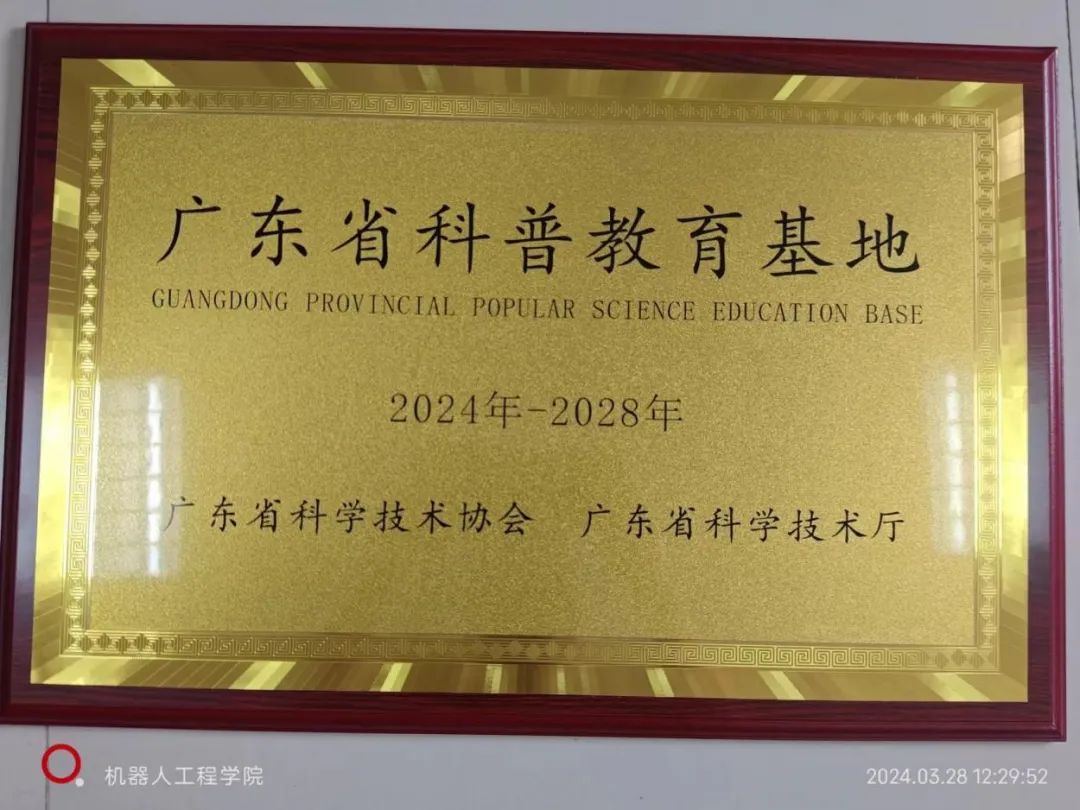 广东省科普教育基地
GUANGDONG PROVINCIAL POPULAR SCIENCE EDUCATION BASE
2024年-2028年
广东省科学技术协会 广东省科学技术厅
机器人工程学院 2024.03.28 12:29:52